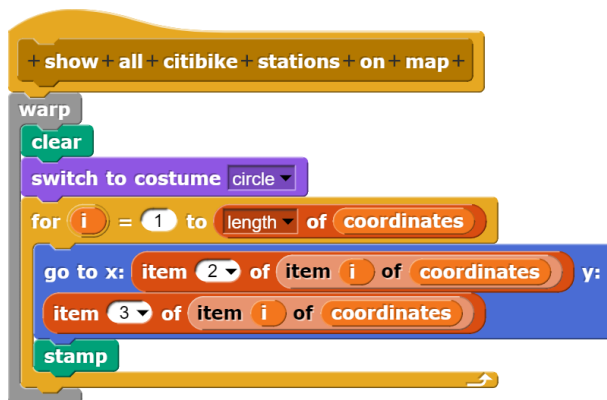 + show + all + citibike + stations + on + map +
warp
clear
switch to costume circle
for i = 1 to length of coordinates
go to x: item 2 of item i of coordinates y:
item 3 of item i of coordinates
stamp